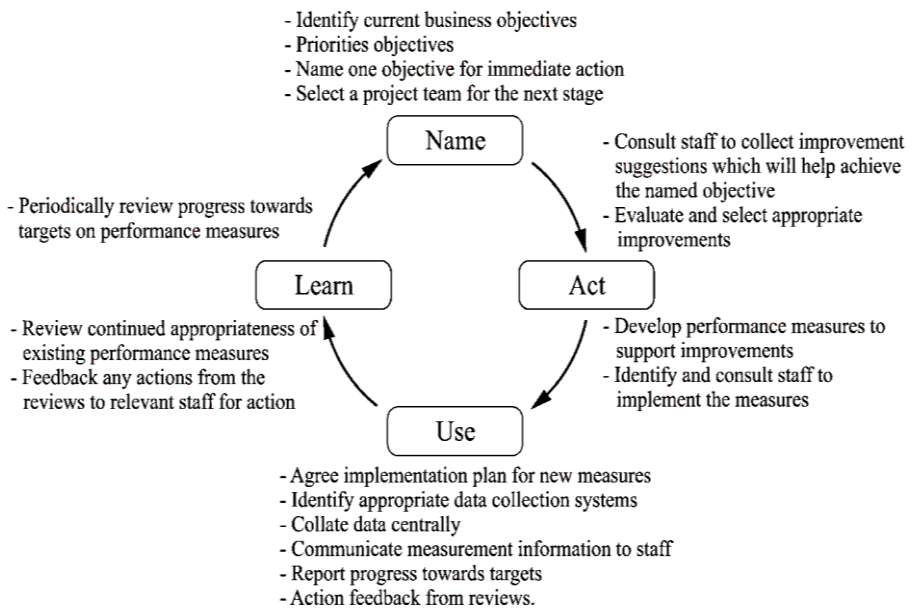 - Identify current business objectives
- Priorities objectives
- Name one objective for immediate action
- Select a project team for the next stage
Name
- Consult staff to collect improvement
suggestions which will help achieve
the named objective
- Evaluate and select appropriate
improvements
Act
- Develop performance measures to
support improvements
- Identify and consult staff to
implement the measures
Use
- Agree implementation plan for new measures
- Identify appropriate data collection systems
- Collate data centrally
- Communicate measurement information to staff
- Report progress towards targets
- Action feedback from reviews.
- Periodically review progress towards
targets on performance measures
Learn
- Review continued appropriateness of
existing performance measures
- Feedback any actions from the
reviews to relevant staff for action